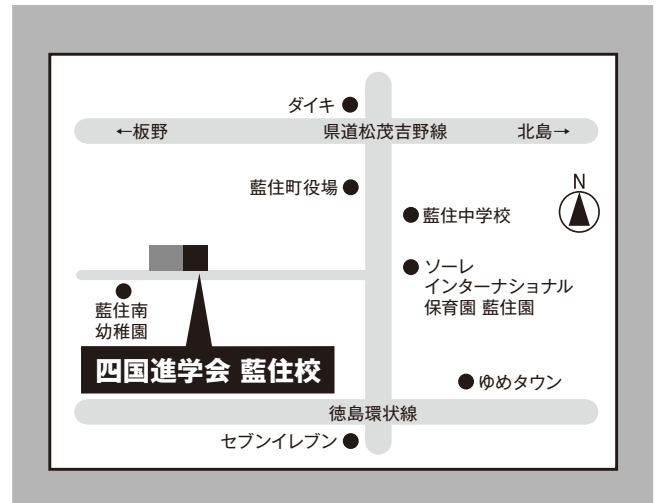 ダイキ
←板野
県道松茂吉野線
北島→
藍住町役場
N
藍住中学校
ソーレ
インターナショナル
保育園 藍住園
藍住南
幼稚園
四国進学会 藍住校
ゆめタウン
徳島環状線
セブンイレブン